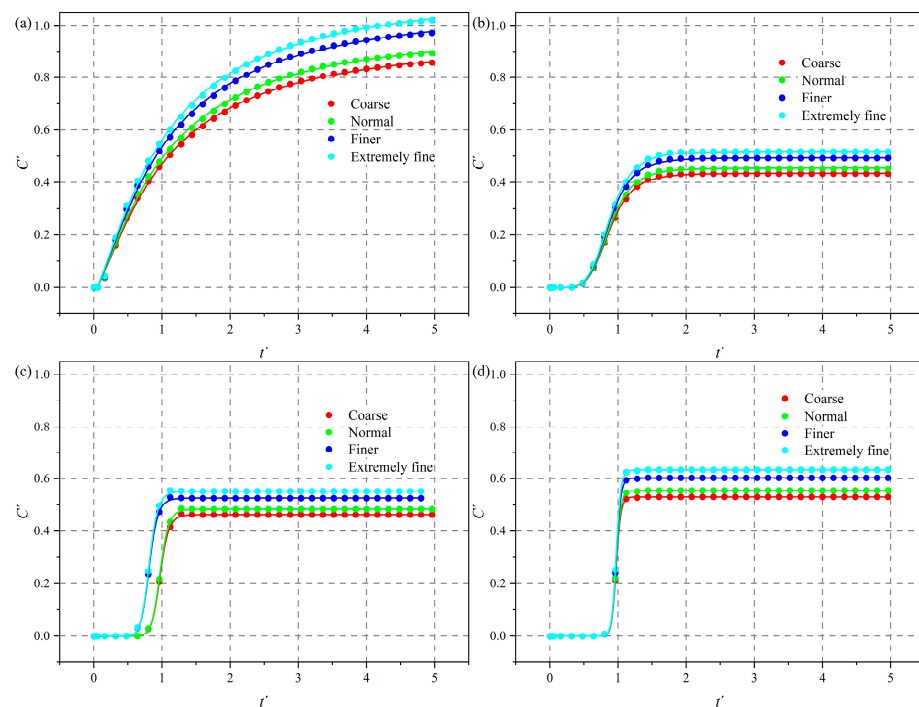 (a)
1.0
0.8
0.6
0.4
0.2
0.0
C′
Coarse
Normal
Finer
Extremely fine
0 1 2 3 4 5
t′
(b)
1.0
0.8
0.6
0.4
0.2
0.0
C′
Coarse
Normal
Finer
Extremely fine
0 1 2 3 4 5
t′
(c)
1.0
0.8
0.6
0.4
0.2
0.0
C′
Coarse
Normal
Finer
Extremely fine
0 1 2 3 4 5
t′
(d)
1.0
0.8
0.6
0.4
0.2
0.0
C′
Coarse
Normal
Finer
Extremely fine
0 1 2 3 4 5
t′